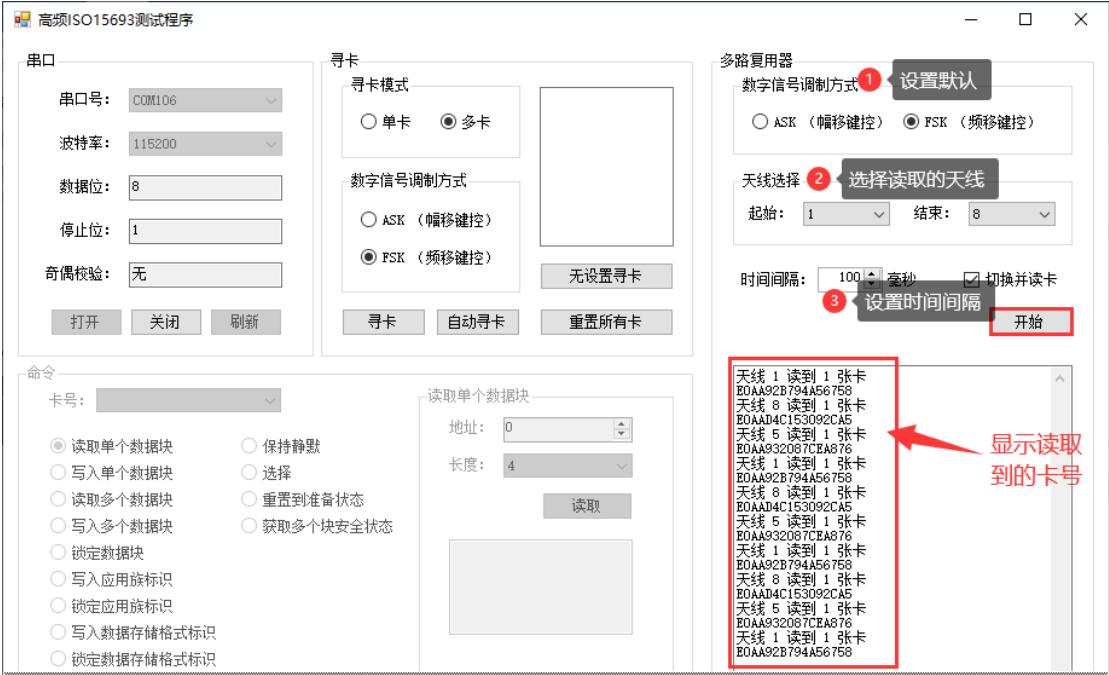 高频ISO15693测试程序
串口
串口号：
COM106
波特率：
115200
数据位：
8
停止位：
1
奇偶校验：
无
打开
关闭
刷新
寻卡
寻卡模式
单卡
多卡
数字信号调制方式
ASK （幅移键控）
FSK （频移键控）
无设置寻卡
寻卡
自动寻卡
重置所有卡
多路复用器
数字信号调制方式
1
设置默认
ASK （幅移键控）
FSK （频移键控）
天线选择
2
选择读取的天线
起始：
1
结束：
8
时间间隔：
100
毫秒
切换并读卡
3
设置时间间隔
开始
命令
卡号：
读取单个数据块
写入单个数据块
读取多个数据块
写入多个数据块
锁定数据块
写入应用族标识
锁定应用族标识
写入数据存储格式标识
锁定数据存储格式标识
保持静默
选择
重置到准备状态
获取多个块安全状态
读取单个数据块
地址：
0
长度：
4
读取
天线 1 读到 1 张卡
E0AA92B794A56758
天线 8 读到 1 张卡
E0AAD4C153092CA5
天线 5 读到 1 张卡
E0AA932087CEA876
天线 1 读到 1 张卡
E0AA92B794A56758
天线 8 读到 1 张卡
E0AAD4C153092CA5
天线 5 读到 1 张卡
E0AA932087CEA876
天线 1 读到 1 张卡
E0AA92B794A56758
天线 8 读到 1 张卡
E0AAD4C153092CA5
天线 5 读到 1 张卡
E0AA932087CEA876
天线 1 读到 1 张卡
E0AA92B794A56758
显示读取
到的卡号